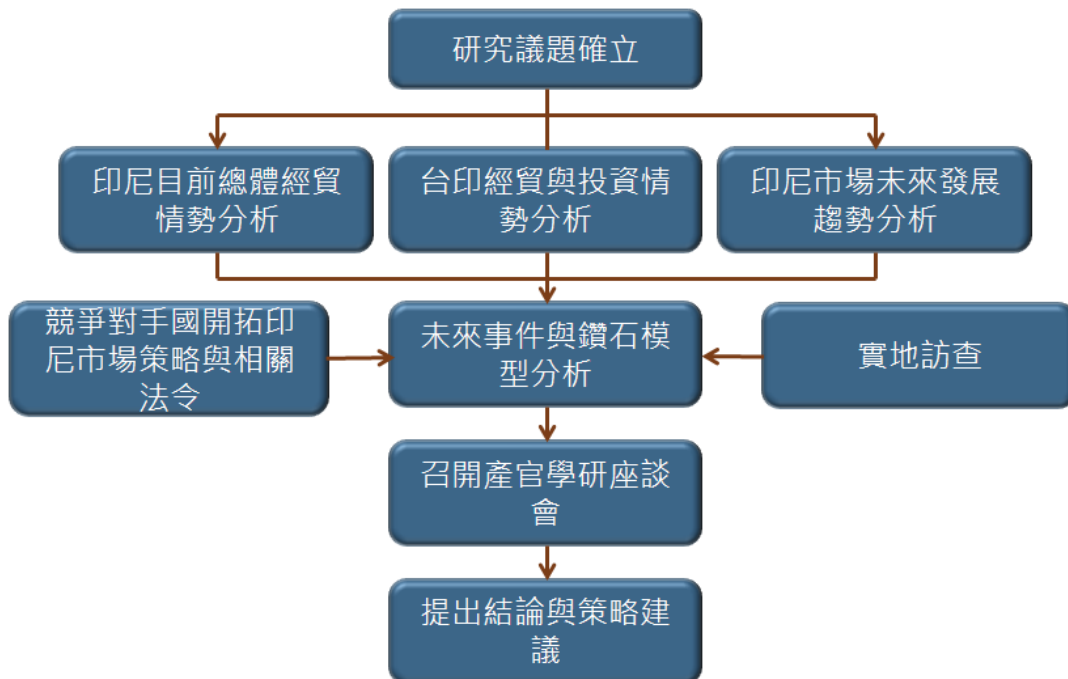 研究議題確立
印尼目前總體經貿
情勢分析
台印經貿與投資情
勢分析
印尼市場未來發展
趨勢分析
競爭對手國開拓印
尼市場策略與相關
法令
未來事件與鑽石模
型分析
實地訪查
召開產官學研座談
會
提出結論與策略建
議